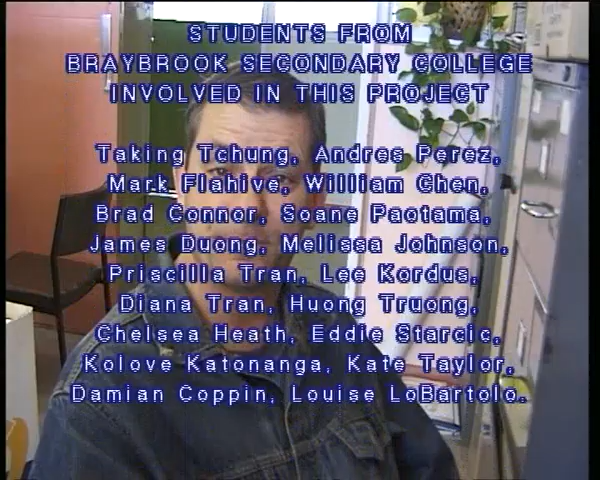 STUDENTS FROM
BRAYBROOK SECONDARY COLLEGE
INVOLVED IN THIS PROJECT
Taking Tchung, Andres Perez,
Mark Flahive, William Chen,
Brad Connor, Soane Paotama,
James Duong, Melissa Johnson,
Priscilla Tran, Lee Kordus,
Diana Tran, Huong Truong,
Chelsea Heath, Eddie Starcic,
Kolove Katonanga, Kate Taylor,
Damian Coppin, Louise LoBartolo.